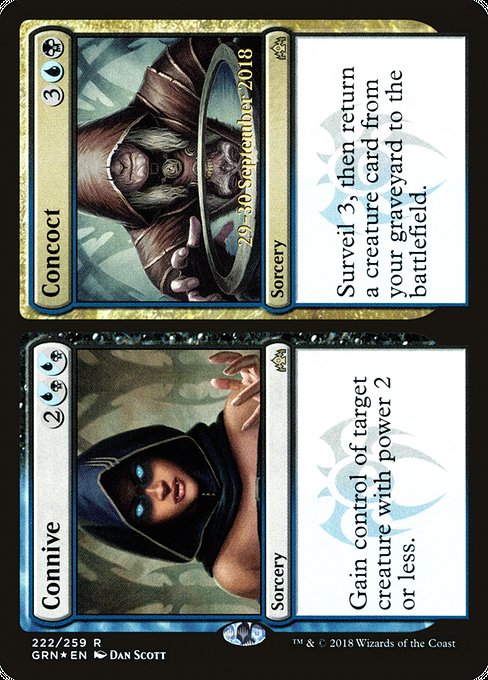 Concoct
3
29-30 September 2018
Sorcery
Surveil 3, then return
a creature card from
your graveyard to the
battlefield.
Connive
2
Sorcery
Gain control of target
creature with power 2
or less.
222/259 R
GRN★EN Dan Scott
™ & © 2018 Wizards of the Coast